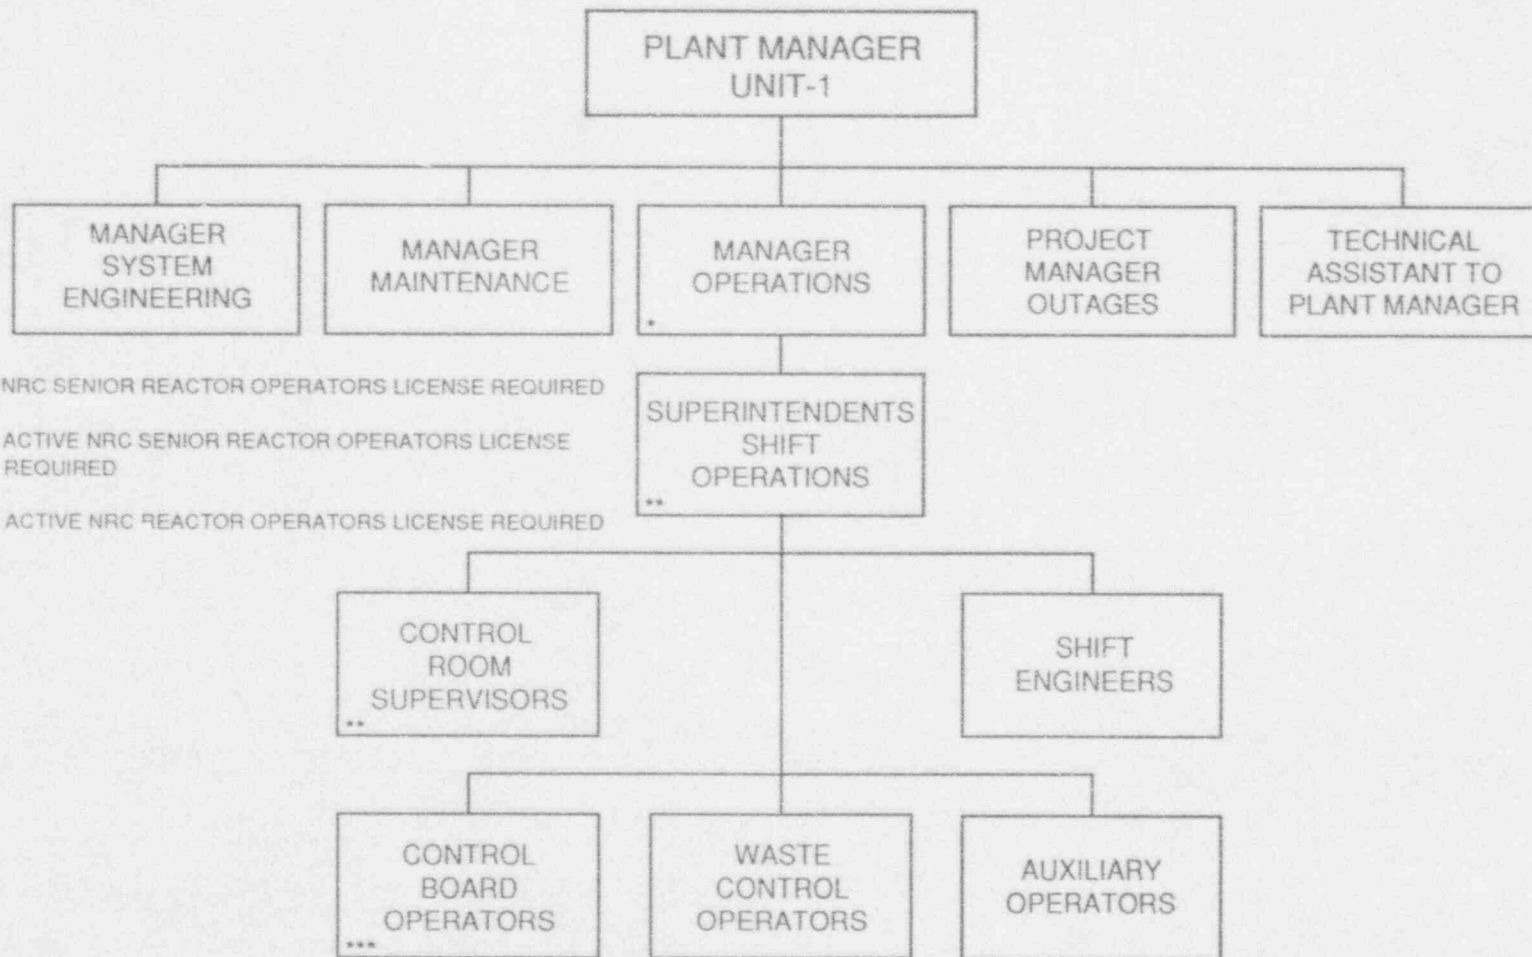 PLANT MANAGER
UNIT-1
MANAGER
SYSTEM
ENGINEERING
MANAGER
MAINTENANCE
MANAGER
OPERATIONS
*
PROJECT
MANAGER
OUTAGES
TECHNICAL
ASSISTANT TO
PLANT MANAGER
NRC SENIOR REACTOR OPERATORS LICENSE REQUIRED
ACTIVE NRC SENIOR REACTOR OPERATORS LICENSE
REQUIRED
ACTIVE NRC REACTOR OPERATORS LICENSE REQUIRED
SUPERINTENDENTS
SHIFT
OPERATIONS
**
CONTROL
ROOM
SUPERVISORS
**
SHIFT
ENGINEERS
CONTROL
BOARD
OPERATORS
***
WASTE
CONTROL
OPERATORS
AUXILIARY
OPERATORS